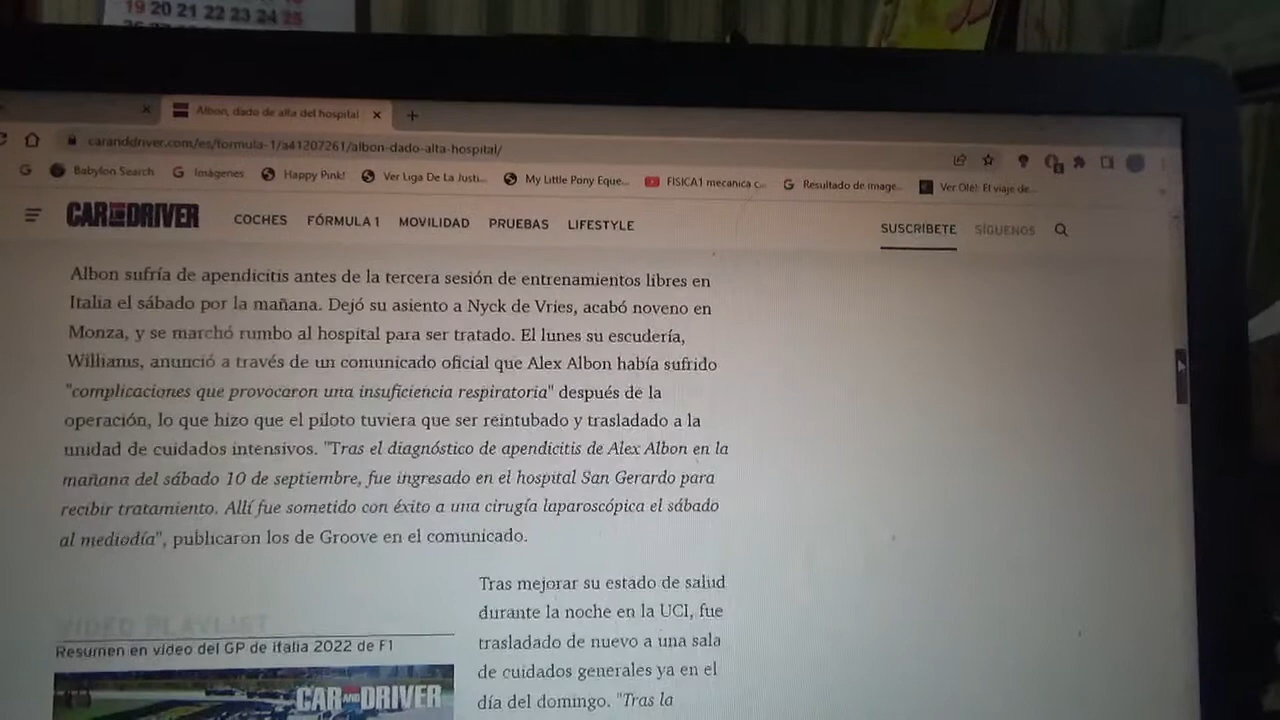 19 20 21 22 23 24 25
Albon, dado de alta del hospital
caranddriver.com/es/formula-1/a41207261/albon-dado-alta-hospital/
Babylon Search Imágenes Happy Pink! Ver Liga De La Justi... My Little Pony Eque... FISICA1 mecanica c... Resultado de image... Ver Olé! El viaje de...
CAR AND DRIVER COCHES FÓRMULA 1 MOVILIDAD PRUEBAS LIFESTYLE SUSCRÍBETE SÍGUENOS
Albon sufría de apendicitis antes de la tercera sesión de entrenamientos libres en
Italia el sábado por la mañana. Dejó su asiento a Nyck de Vries, acabó noveno en
Monza, y se marchó rumbo al hospital para ser tratado. El lunes su escudería,
Williams, anunció a través de un comunicado oficial que Alex Albon había sufrido
"complicaciones que provocaron una insuficiencia respiratoria" después de la
operación, lo que hizo que el piloto tuviera que ser reintubado y trasladado a la
unidad de cuidados intensivos. "Tras el diagnóstico de apendicitis de Alex Albon en la
mañana del sábado 10 de septiembre, fue ingresado en el hospital San Gerardo para
recibir tratamiento. Allí fue sometido con éxito a una cirugía laparoscópica el sábado
al mediodía", publicaron los de Groove en el comunicado.
VIDEO PLAYLIST
Resumen en vídeo del GP de Italia 2022 de F1
CAR AND DRIVER
Tras mejorar su estado de salud
durante la noche en la UCI, fue
trasladado de nuevo a una sala
de cuidados generales ya en el
día del domingo. "Tras la